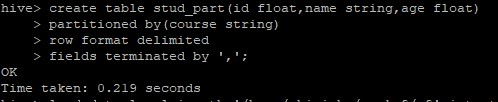 hive> create table stud_part(id float,name string,age float)
    > partitioned by(course string)
    > row format delimited
    > fields terminated by ',';
OK
Time taken: 0.219 seconds